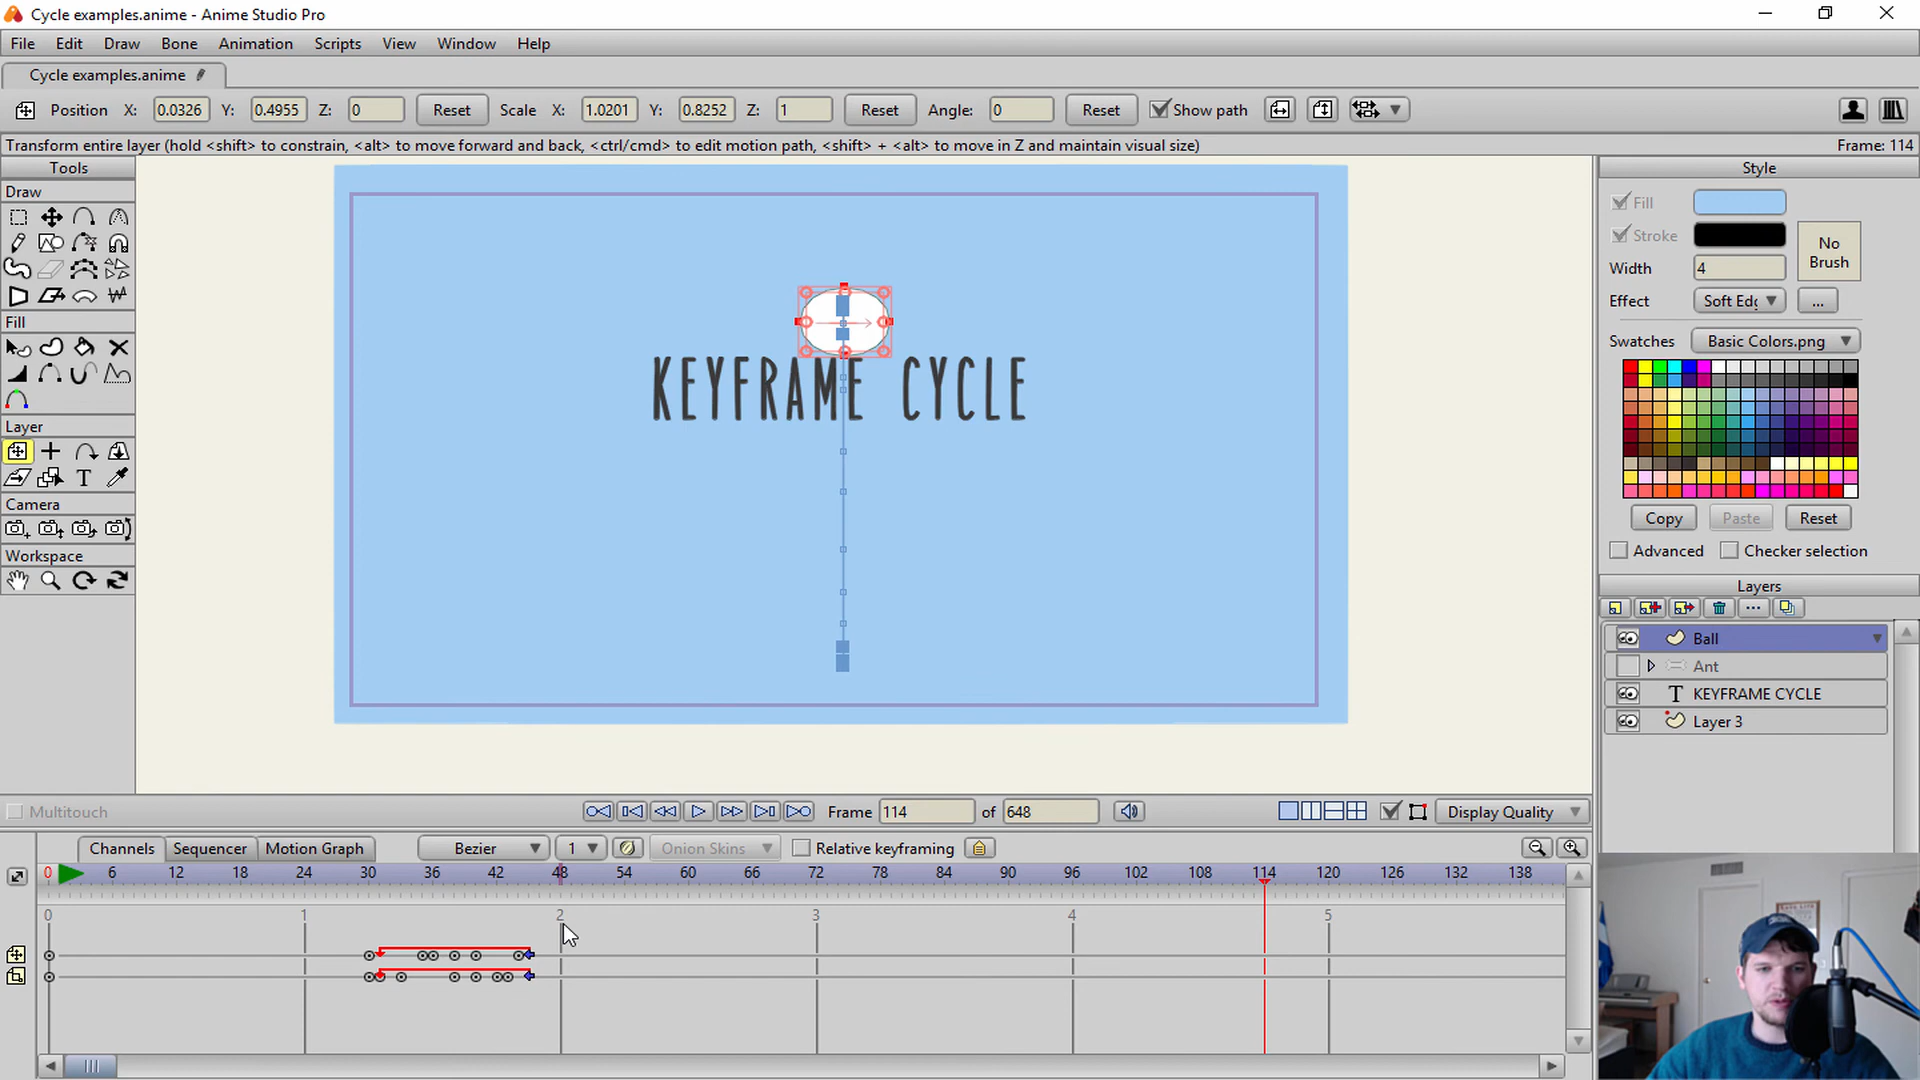 Cycle examples.anime - Anime Studio Pro
File Edit Draw Bone Animation Scripts View Window Help
Cycle examples.anime
Position X: 0.0326 Y: 0.4955 Z: 0 Reset Scale X: 1.0201 Y: 0.8252 Z: 1 Reset Angle: 0 Reset Show path
Transform entire layer (hold <shift> to constrain, <alt> to move forward and back, <ctrl/cmd> to edit motion path, <shift> + <alt> to move in Z and maintain visual size) Frame: 114
Tools
Draw
Fill
Layer
T
Camera
Workspace
KEYFRAME CYCLE
Style
Fill
Stroke
No
Brush
Width 4
Effect Soft Edg ...
Swatches Basic Colors.png
Copy Paste Reset
Advanced Checker selection
Layers
Ball
Ant
T KEYFRAME CYCLE
Layer 3
Multitouch Frame 114 of 648 Display Quality
Channels Sequencer Motion Graph Bezier 1 Onion Skins Relative keyframing
0 6 12 18 24 30 36 42 48 54 60 66 72 78 84 90 96 102 108 114 120 126 132 138
0 1 2 3 4 5